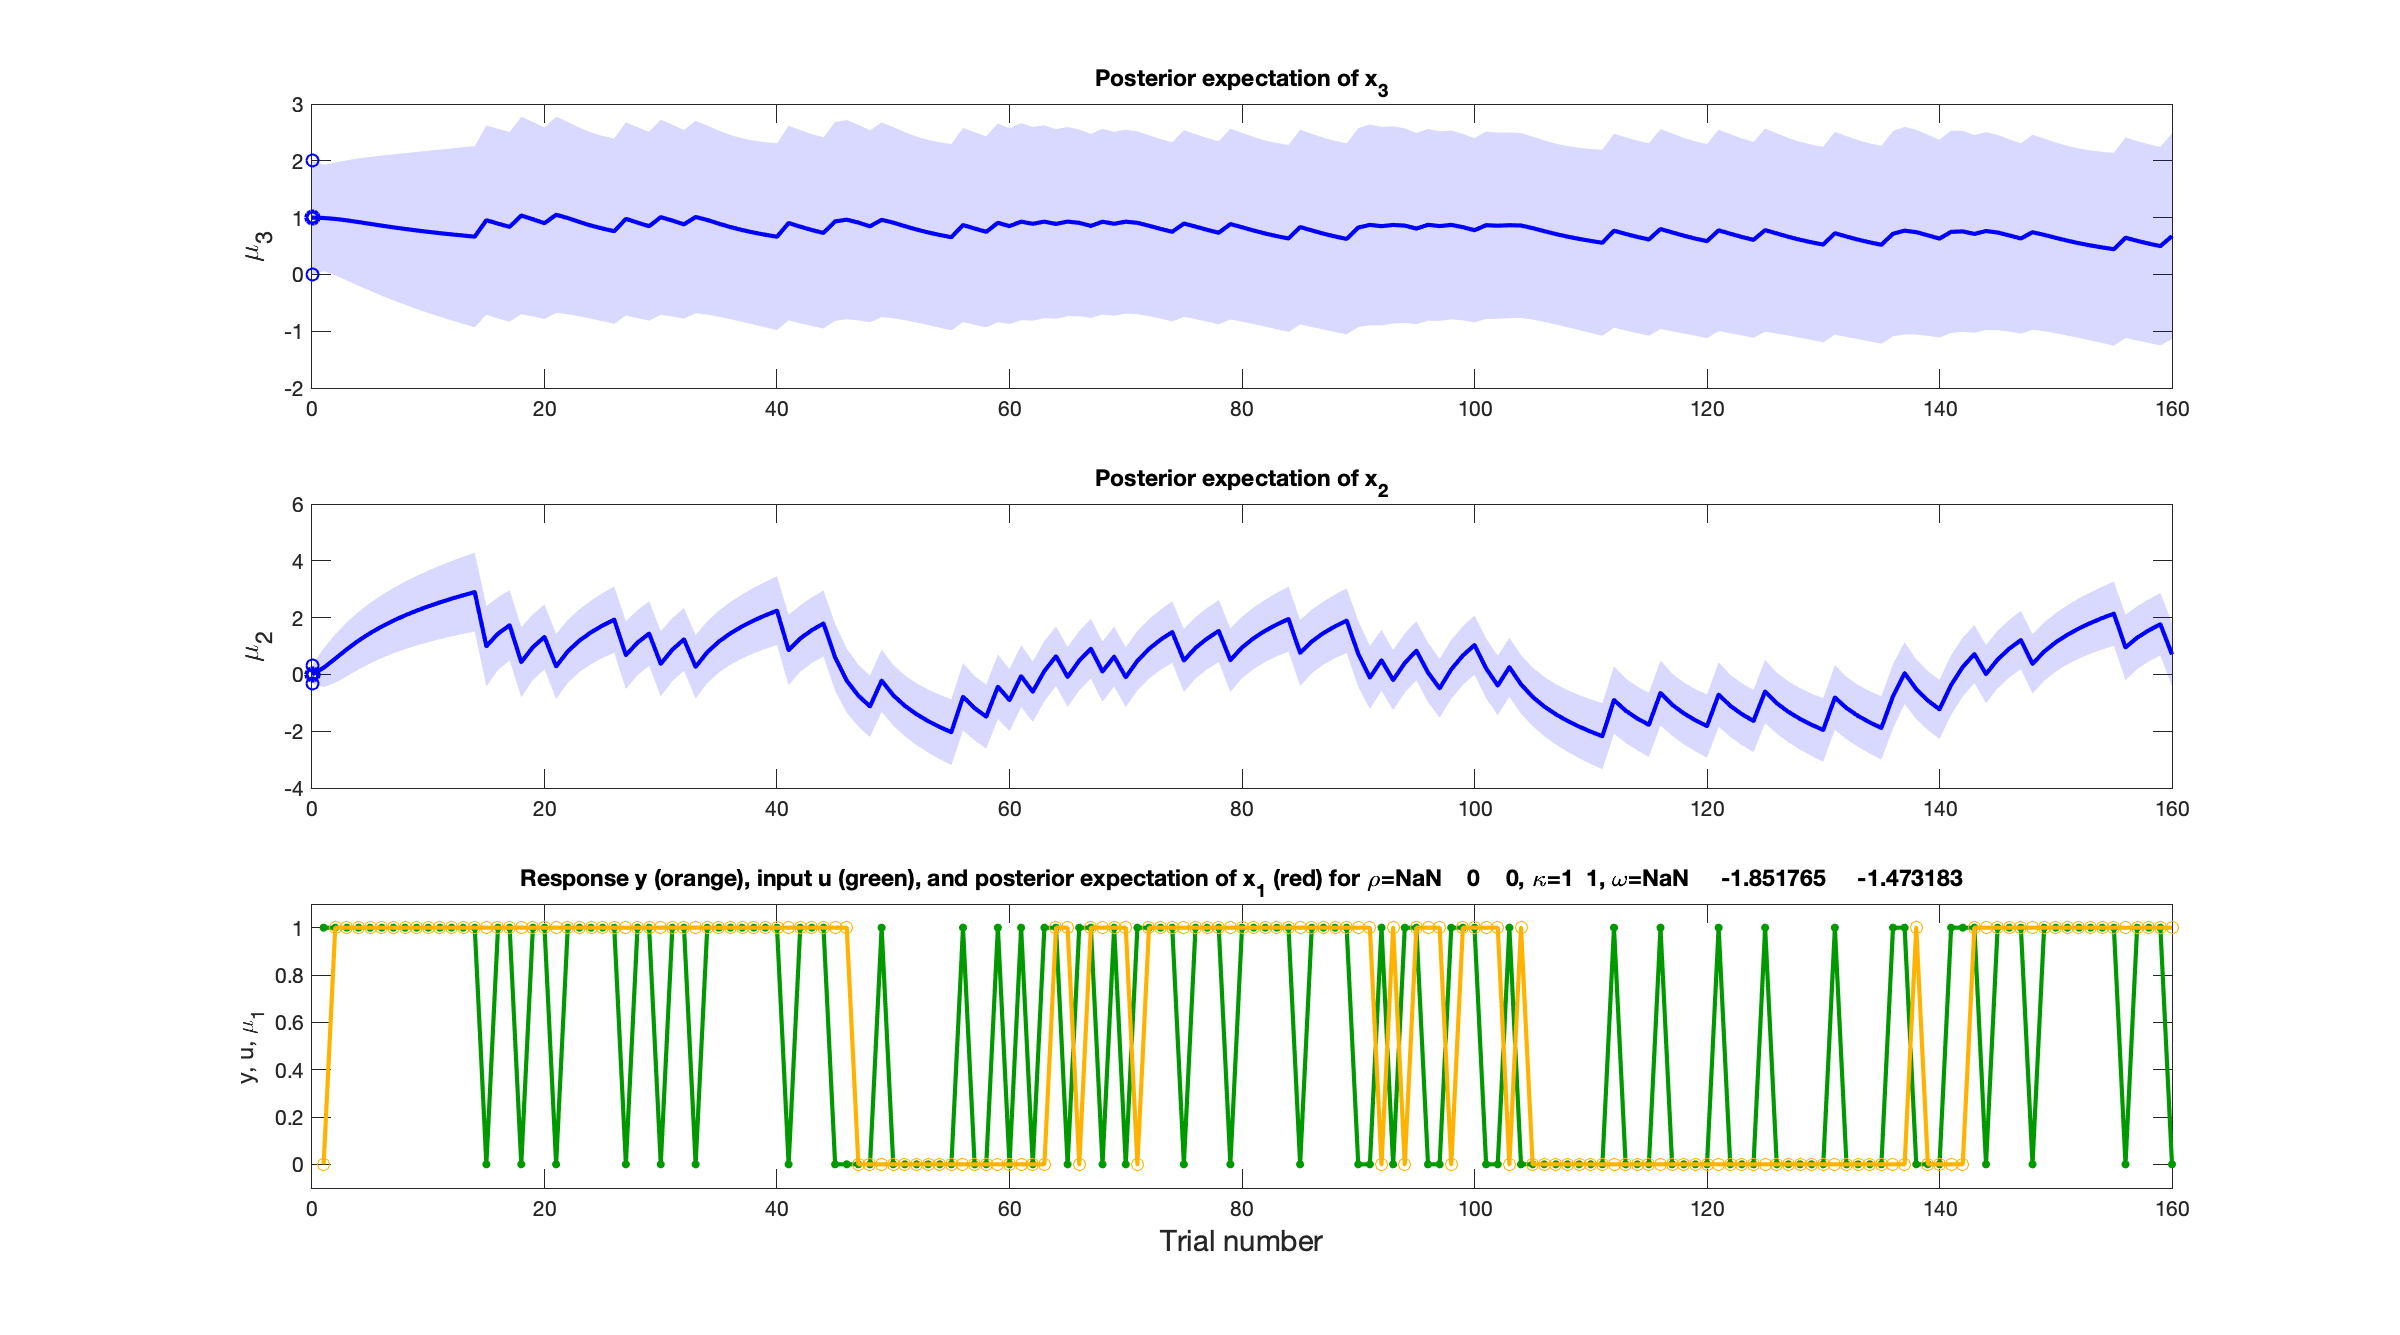 Posterior expectation of x3
3
2
1
0
-1
-2
μ3
0 20 40 60 80 100 120 140 160
Posterior expectation of x2
6
4
2
0
-2
-4
μ2
0 20 40 60 80 100 120 140 160
Response y (orange), input u (green), and posterior expectation of x1 (red) for ρ=NaN 0 0, κ=1 1, ω=NaN -1.851765 -1.473183
1
0.8
0.6
0.4
0.2
0
y, u, μ1
0 20 40 60 80 100 120 140 160
Trial number